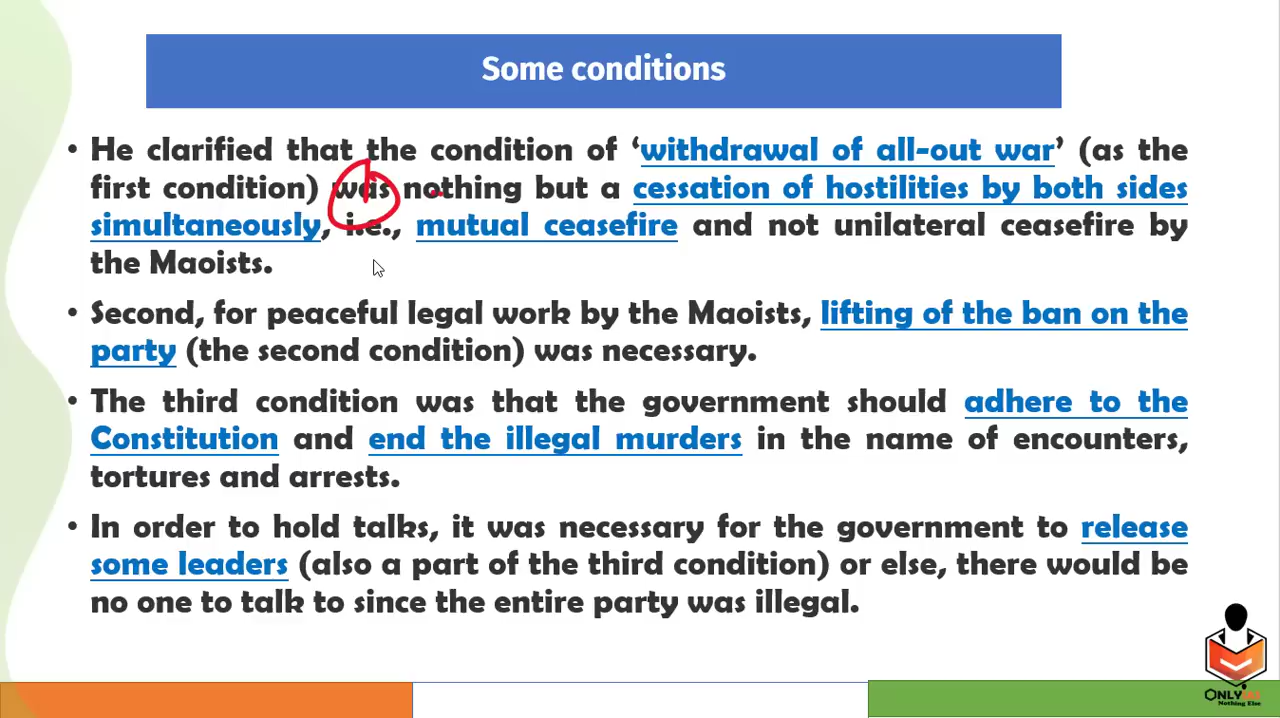 Some conditions
• He clarified that the condition of ‘withdrawal of all-out war’ (as the
first condition) was nothing but a cessation of hostilities by both sides
simultaneously, i.e., mutual ceasefire and not unilateral ceasefire by
the Maoists.
• Second, for peaceful legal work by the Maoists, lifting of the ban on the
party (the second condition) was necessary.
• The third condition was that the government should adhere to the
Constitution and end the illegal murders in the name of encounters,
tortures and arrests.
• In order to hold talks, it was necessary for the government to release
some leaders (also a part of the third condition) or else, there would be
no one to talk to since the entire party was illegal.
ONLY
Nothing Else